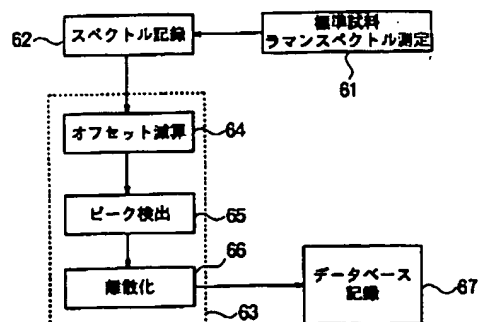 標準試料
ラマンスペクトル測定
61
スペクトル記録
62
オフセット減算
64
ピーク検出
65
離散化
66
63
データベース
記録
67